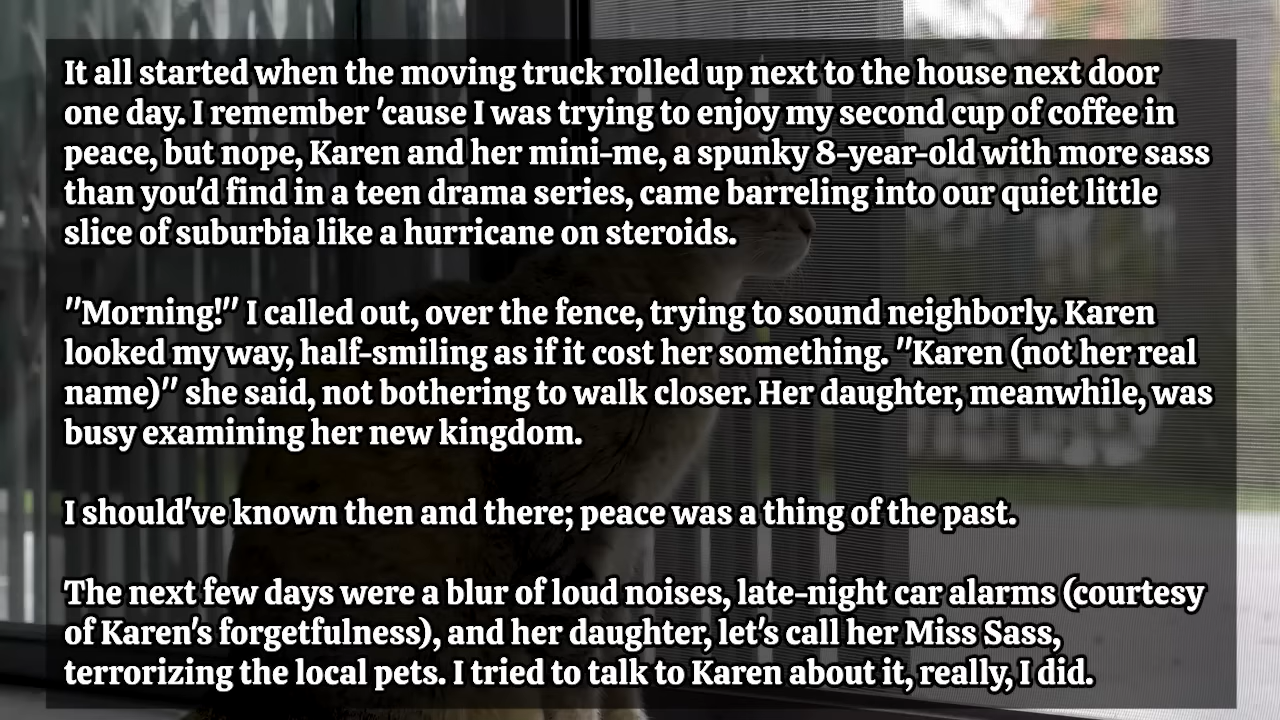 It all started when the moving truck rolled up next to the house next door
one day. I remember 'cause I was trying to enjoy my second cup of coffee in
peace, but nope, Karen and her mini-me, a spunky 8-year-old with more sass
than you'd find in a teen drama series, came barreling into our quiet little
slice of suburbia like a hurricane on steroids.
"Morning!" I called out, over the fence, trying to sound neighborly. Karen
looked my way, half-smiling as if it cost her something. "Karen (not her real
name)" she said, not bothering to walk closer. Her daughter, meanwhile, was
busy examining her new kingdom.
I should've known then and there; peace was a thing of the past.
The next few days were a blur of loud noises, late-night car alarms (courtesy
of Karen's forgetfulness), and her daughter, let's call her Miss Sass,
terrorizing the local pets. I tried to talk to Karen about it, really, I did.